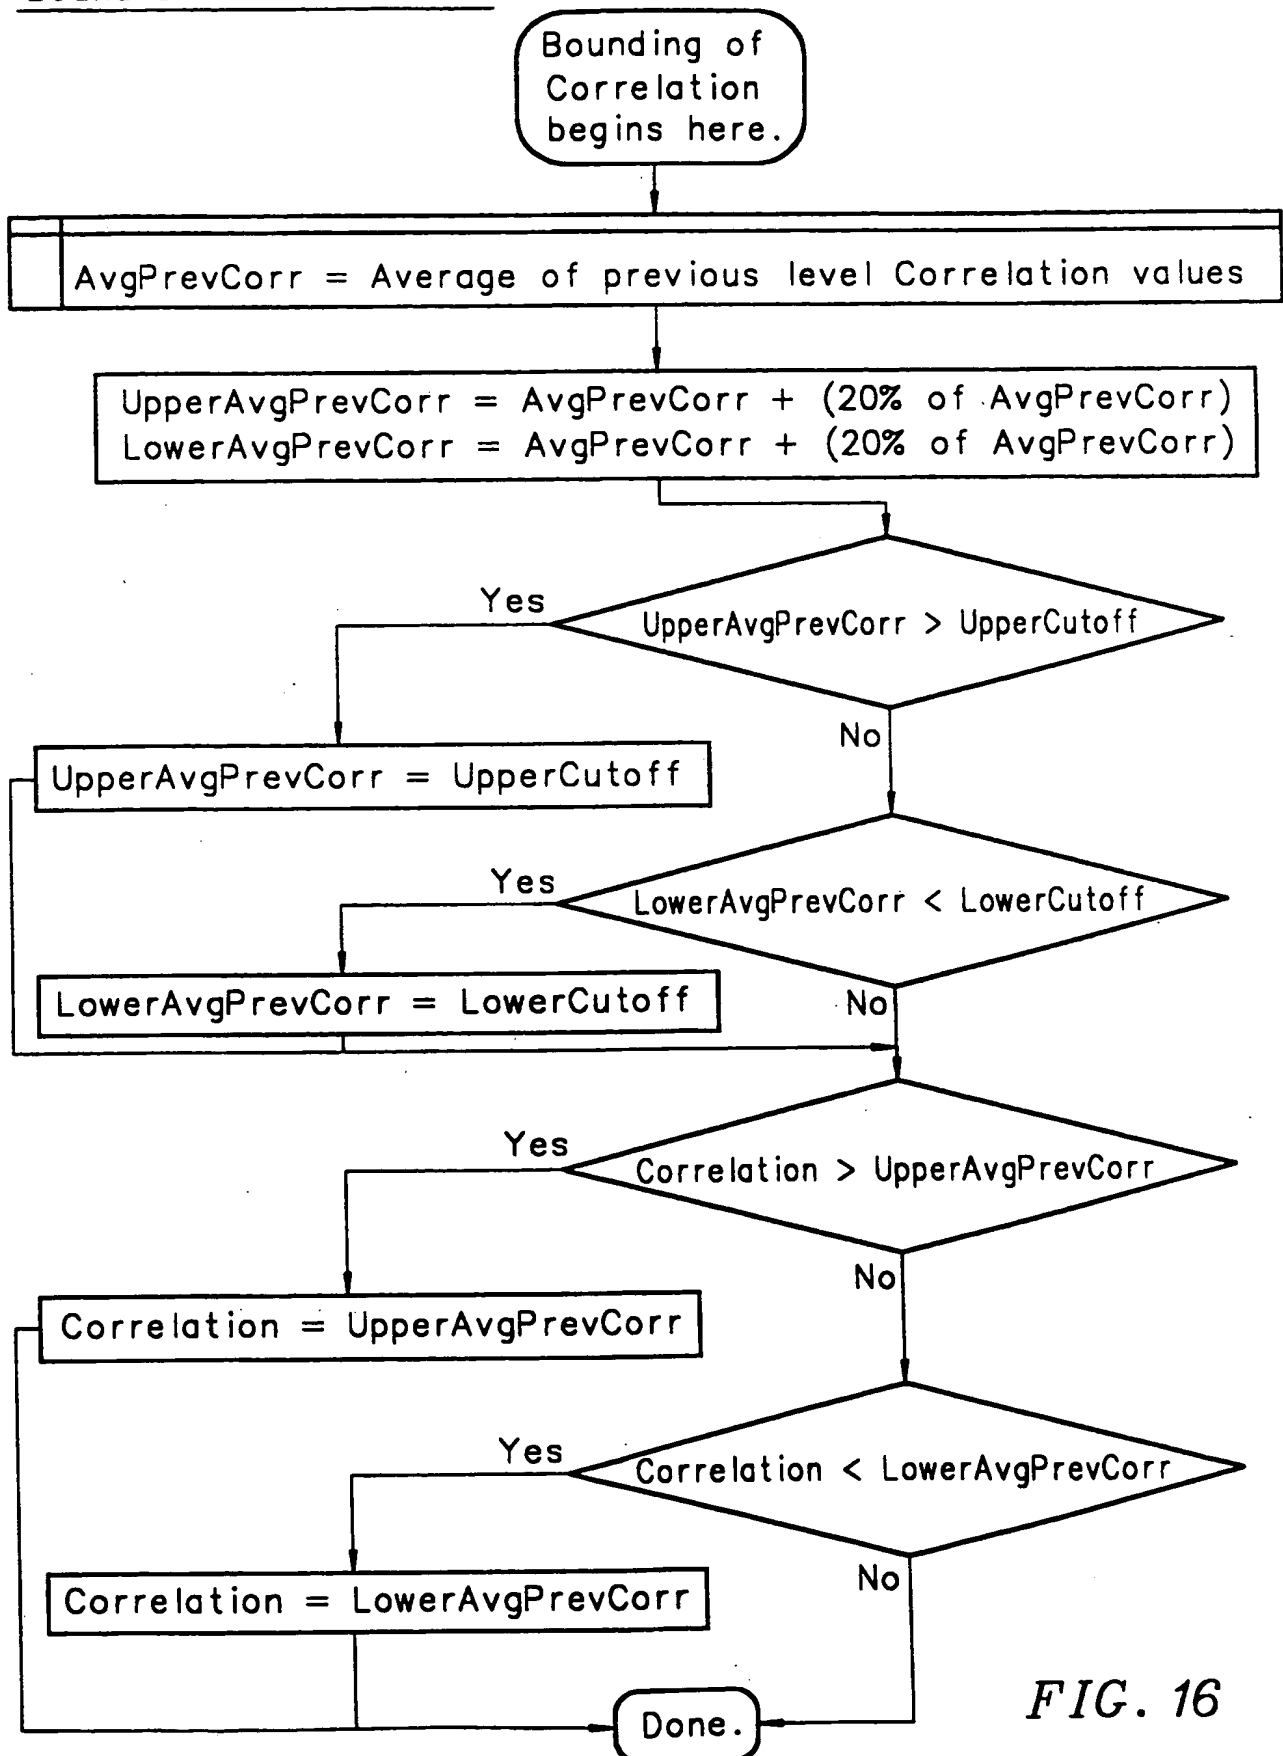 Bounding of
Correlation
begins here.
AvgPrevCorr = Average of previous level Correlation values
UpperAvgPrevCorr = AvgPrevCorr + (20% of AvgPrevCorr)
LowerAvgPrevCorr = AvgPrevCorr + (20% of AvgPrevCorr)
Yes
UpperAvgPrevCorr > UpperCutoff
No
UpperAvgPrevCorr = UpperCutoff
Yes
LowerAvgPrevCorr < LowerCutoff
LowerAvgPrevCorr = LowerCutoff
No
Yes
Correlation > UpperAvgPrevCorr
No
Correlation = UpperAvgPrevCorr
Yes
Correlation < LowerAvgPrevCorr
No
Correlation = LowerAvgPrevCorr
Done.
FIG. 16